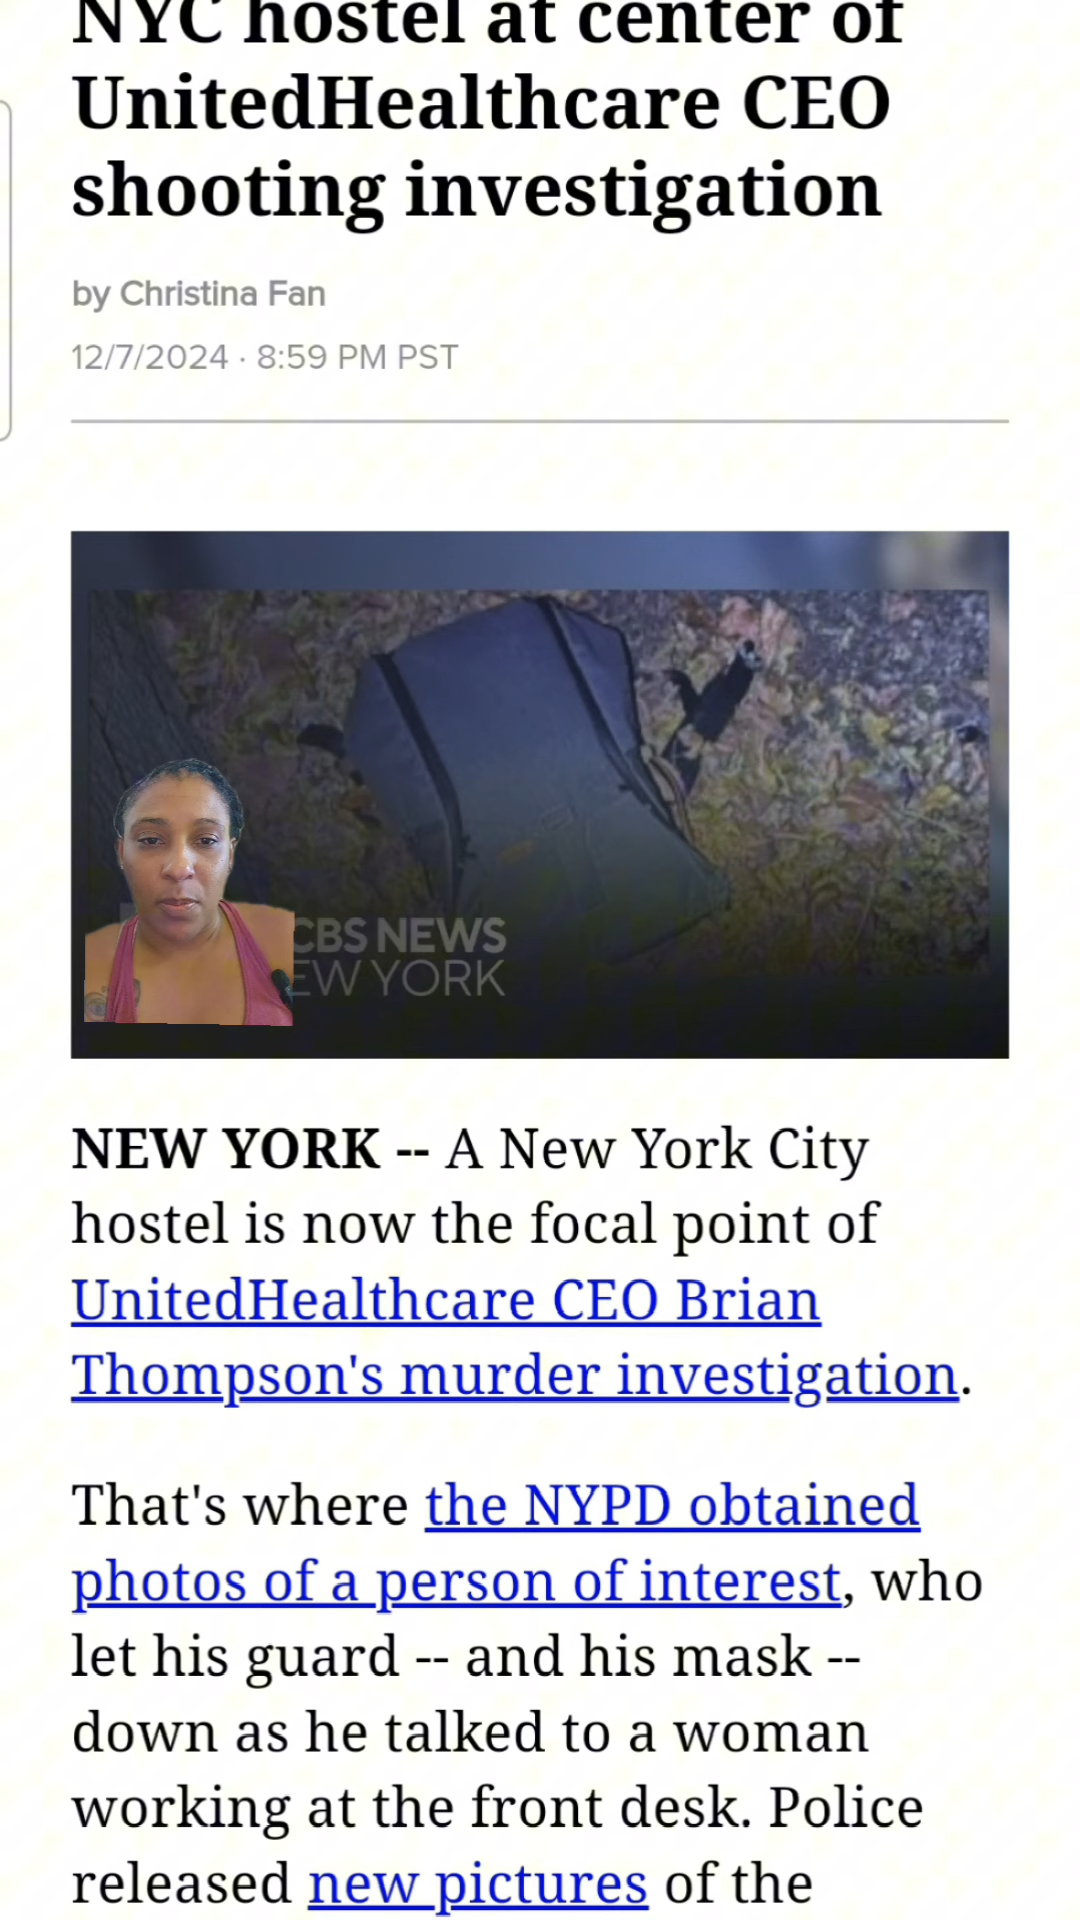 NYC hostel at center of
UnitedHealthcare CEO
shooting investigation
by Christina Fan
12/7/2024 · 8:59 PM PST
CBS NEWS
EW YORK
NEW YORK -- A New York City
hostel is now the focal point of
UnitedHealthcare CEO Brian
Thompson's murder investigation.
That's where the NYPD obtained
photos of a person of interest, who
let his guard -- and his mask --
down as he talked to a woman
working at the front desk. Police
released new pictures of the